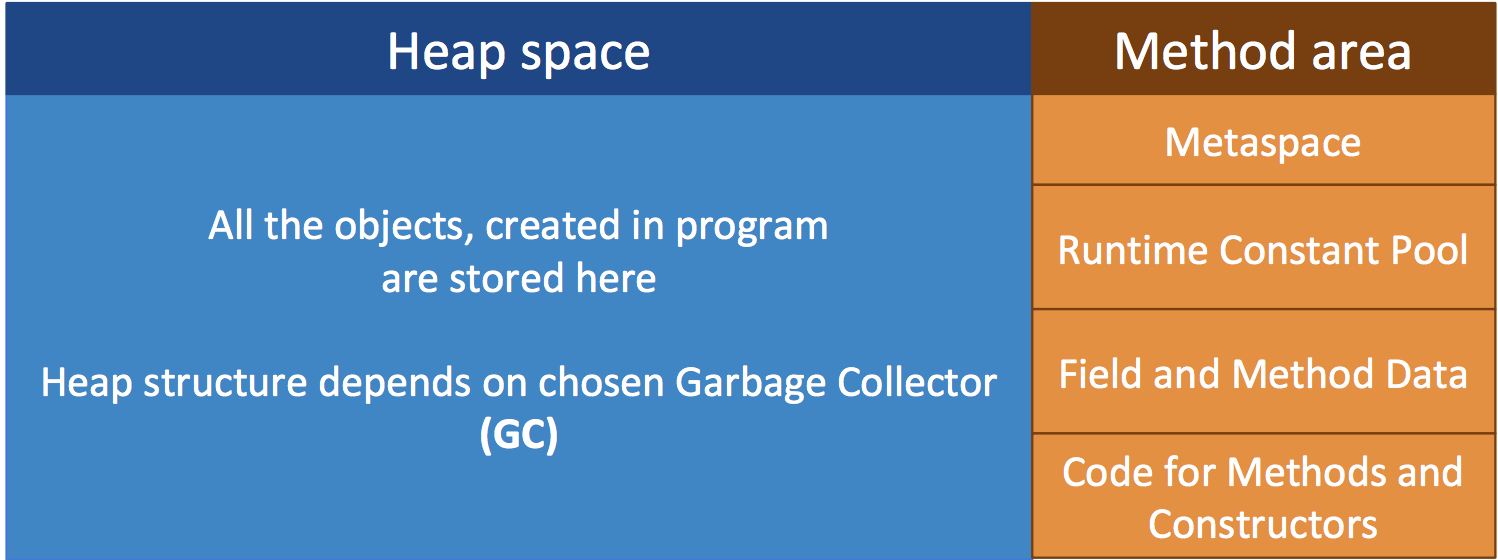 Heap space
All the objects, created in program
are stored here
Heap structure depends on chosen Garbage Collector
(GC)
Method area
Metaspace
Runtime Constant Pool
Field and Method Data
Code for Methods and
Constructors